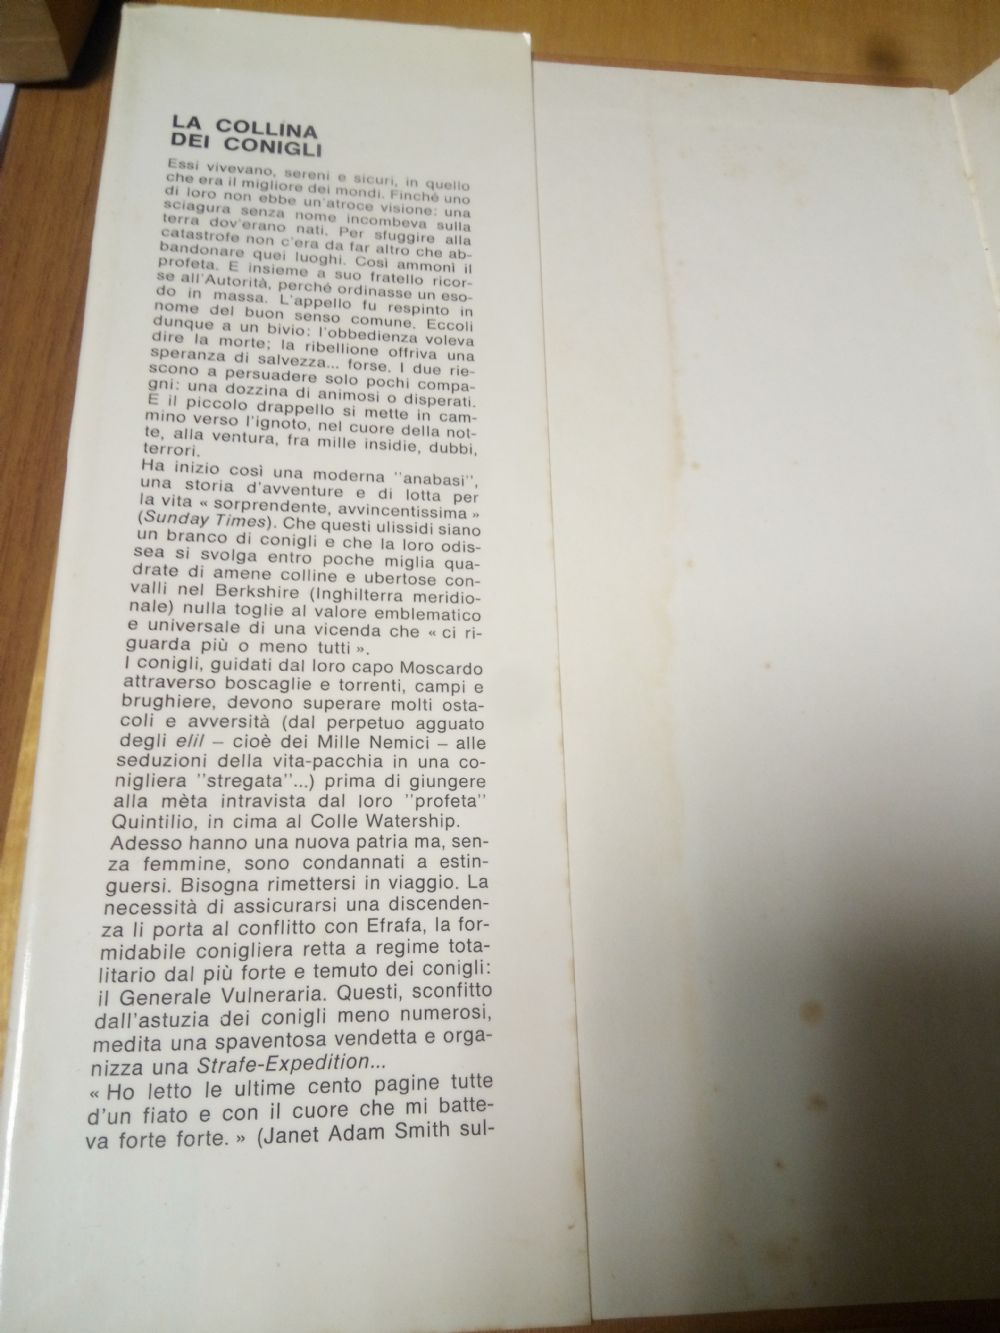 LA COLLINA
DEI CONIGLI
Essi vivevano, sereni e sicuri, in quello
che era il migliore dei mondi. Finché uno
di loro non ebbe un'atroce visione: una
sciagura senza nome incombeva sulla
terra dov'erano nati. Per sfuggire alla
catastrofe non c'era da far altro che ab-
bandonare quei luoghi. Così ammonì il
profeta. E insieme a suo fratello ricor-
se all'Autorità, perché ordinasse un eso-
do in massa. L'appello fu respinto in
nome del buon senso comune. Eccoli
dunque a un bivio: l'obbedienza voleva
dire la morte; la ribellione offriva una
speranza di salvezza... forse. I due rie-
scono a persuadere solo pochi compa-
gni: una dozzina di animosi o disperati.
E il piccolo drappello si mette in cam-
mino verso l'ignoto, nel cuore della not-
te, alla ventura, fra mille insidie, dubbi,
terrori.
Ha inizio così una moderna "anabasi",
una storia d'avventure e di lotta per
la vita « sorprendente, avvincentissima »
(Sunday Times). Che questi ulissidi siano
un branco di conigli e che la loro odis-
sea si svolga entro poche miglia qua-
drate di amene colline e ubertose con-
valli nel Berkshire (Inghilterra meridio-
nale) nulla toglie al valore emblematico
e universale di una vicenda che « ci ri-
guarda più o meno tutti ».
I conigli, guidati dal loro capo Moscardo
attraverso boscaglie e torrenti, campi e
brughiere, devono superare molti osta-
coli e avversità (dal perpetuo agguato
degli elil – cioè dei Mille Nemici – alle
seduzioni della vita-pacchia in una co-
nigliera "stregata"...) prima di giungere
alla mèta intravista dal loro "profeta"
Quintilio, in cima al Colle Watership.
Adesso hanno una nuova patria ma, sen-
za femmine, sono condannati a estin-
guersi. Bisogna rimettersi in viaggio. La
necessità di assicurarsi una discenden-
za li porta al conflitto con Efrafa, la for-
midabile conigliera retta a regime tota-
litario dal più forte e temuto dei conigli:
il Generale Vulneraria. Questi, sconfitto
dall'astuzia dei conigli meno numerosi,
medita una spaventosa vendetta e orga-
nizza una Strafe-Expedition...
« Ho letto le ultime cento pagine tutte
d'un fiato e con il cuore che mi batte-
va forte forte. » (Janet Adam Smith sul-